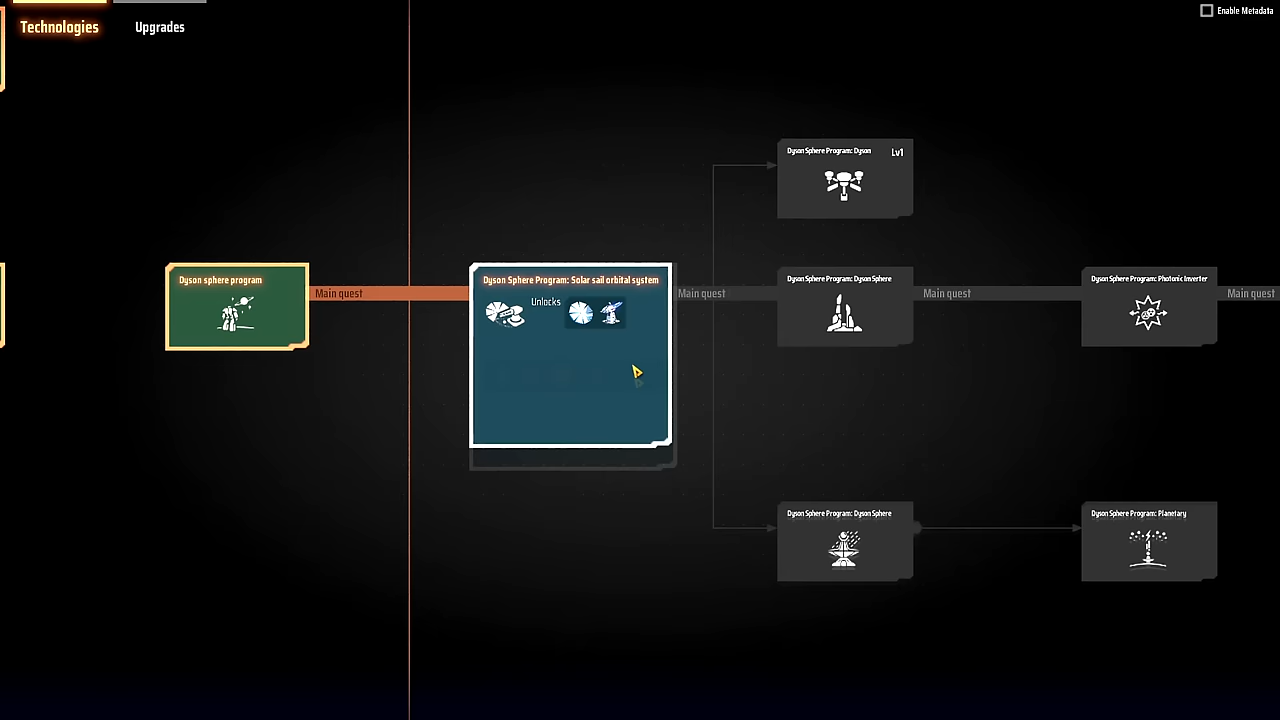 Technologies
Upgrades
Enable Metadata
Dyson Sphere Program: Dyson
Lv1
Dyson sphere program
Main quest
Dyson Sphere Program: Solar sail orbital system
Unlocks
Main quest
Dyson Sphere Program: Dyson Sphere
Main quest
Dyson Sphere Program: Photonic Inverter
Main quest
Dyson Sphere Program: Dyson Sphere
Dyson Sphere Program: Planetary